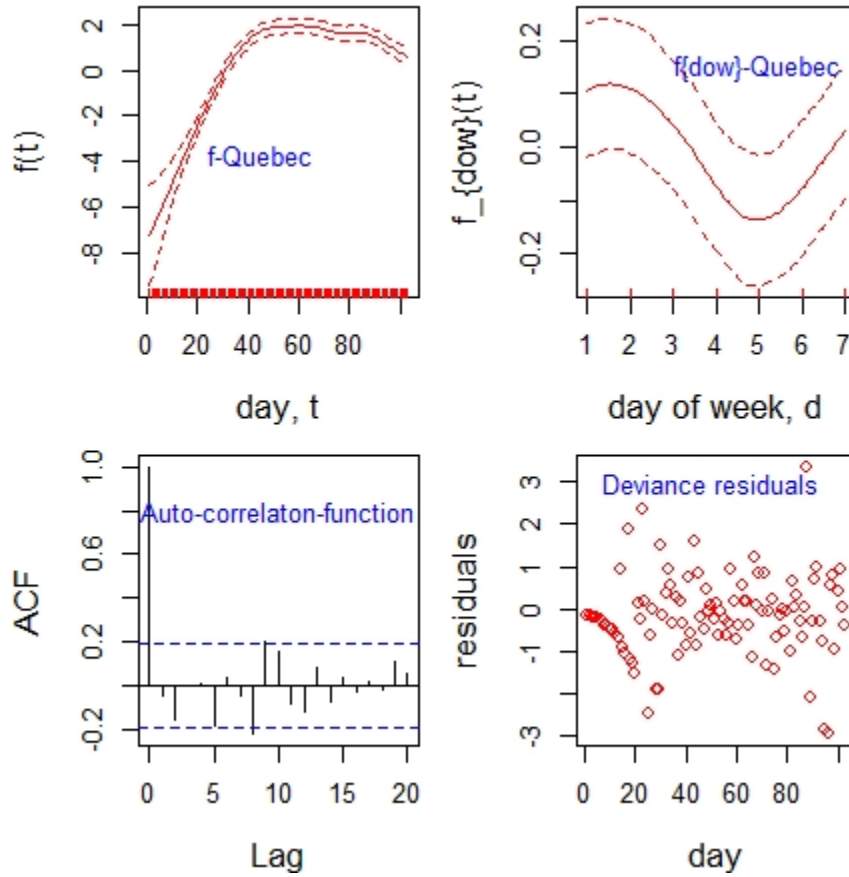 f(t)
2
0
-2
-4
-6
-8
f-Quebec
0 20 40 60 80
day, t
f_{dow}(t)
0.2
0.0
-0.2
f{dow}-Quebec
1 2 3 4 5 6 7
day of week, d
ACF
1.0
0.6
0.2
-0.2
Auto-correlaton-function
0 5 10 15 20
Lag
residuals
3
1
0
-1
-3
Deviance residuals
0 20 40 60 80
day